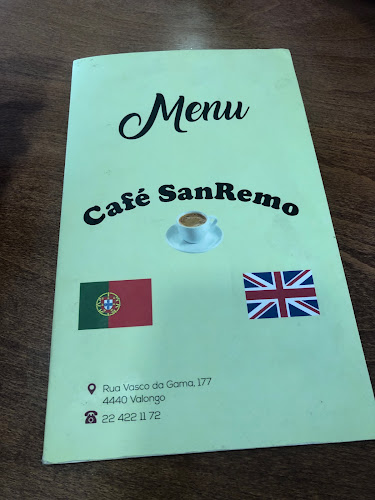 Menu
Café SanRemo
Rua Vasco da Gama, 177
4440 Valongo
22 422 11 72